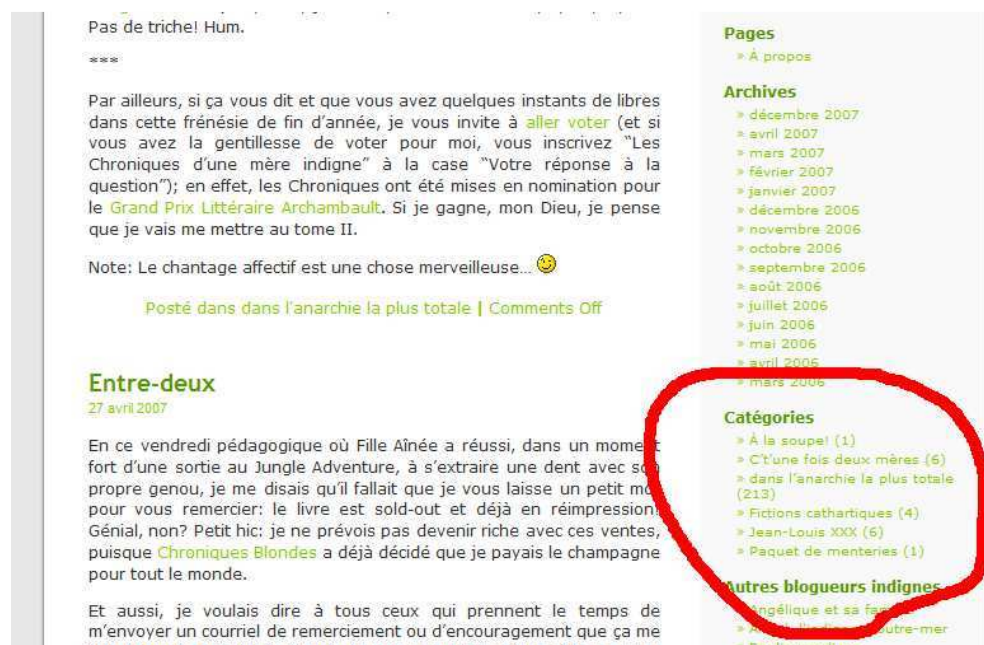 Pas de triche! Hum.
***
Par ailleurs, si ça vous dit et que vous avez quelques instants de libres
dans cette frénésie de fin d'année, je vous invite à aller voter (et si
vous avez la gentillesse de voter pour moi, vous inscrivez "Les
Chroniques d'une mère indigne" à la case "Votre réponse à la
question"); en effet, les Chroniques ont été mises en nomination pour
le Grand Prix Littéraire Archambault. Si je gagne, mon Dieu, je pense
que je vais me mettre au tome II.
Note: Le chantage affectif est une chose merveilleuse...
Posté dans dans l'anarchie la plus totale | Comments Off
Entre-deux
27 avril 2007
En ce vendredi pédagogique où Fille Aînée a réussi, dans un moment
fort d'une sortie au Jungle Adventure, à s'extraire une dent avec son
propre genou, je me disais qu'il fallait que je vous laisse un petit mot
pour vous remercier: le livre est sold-out et déjà en réimpression!
Génial, non? Petit hic: je ne prévois pas devenir riche avec ces ventes,
puisque Chroniques Blondes a déjà décidé que je payais le champagne
pour tout le monde.
Et aussi, je voulais dire à tous ceux qui prennent le temps de
m'envoyer un courriel de remerciement ou d'encouragement que ça me
Pages
» À propos
Archives
» décembre 2007
» avril 2007
» mars 2007
» février 2007
» janvier 2007
» décembre 2006
» novembre 2006
» octobre 2006
» septembre 2006
» août 2006
» juillet 2006
» juin 2006
» mai 2006
» avril 2006
» mars 2006
Catégories
» À la soupe! (1)
» C't'une fois deux mères (6)
» dans l'anarchie la plus totale
(213)
» Fictions cathartiques (4)
» Jean-Louis XXX (6)
» Paquet de menteries (1)
Autres blogueurs indignes
» Angélique et sa
outre-mer